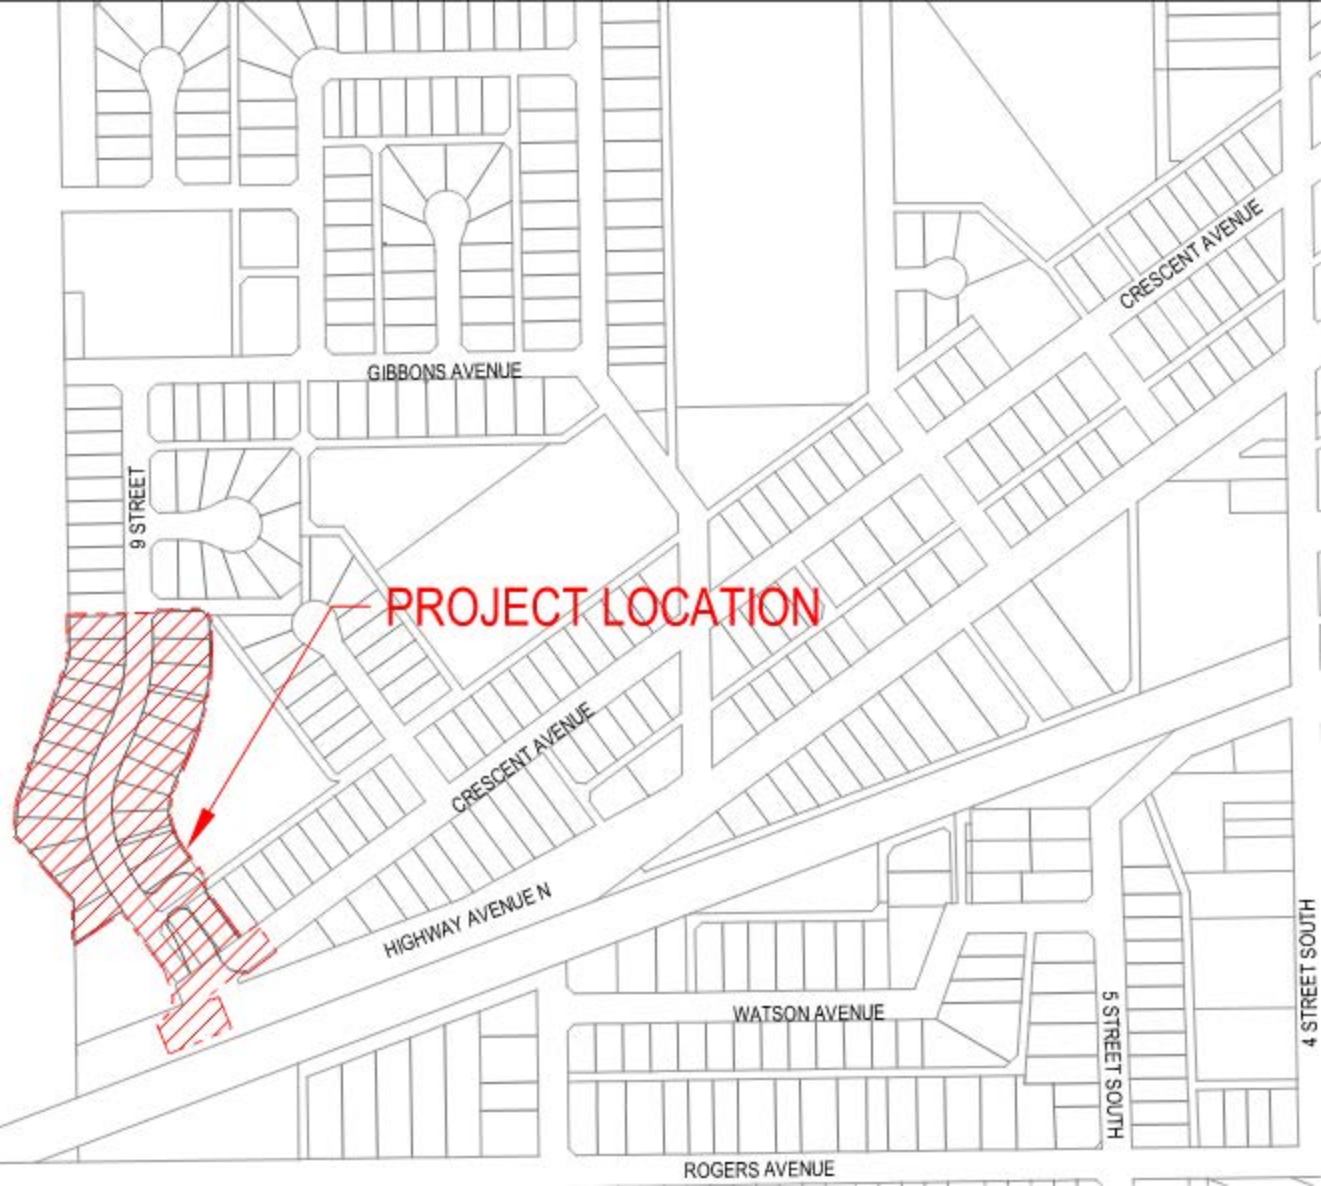 CRESCENT AVENUE
GIBBONS AVENUE
9 STREET
PROJECT LOCATION
CRESCENT AVENUE
HIGHWAY AVENUE N
4 STREET SOUTH
WATSON AVENUE
5 STREET SOUTH
ROGERS AVENUE